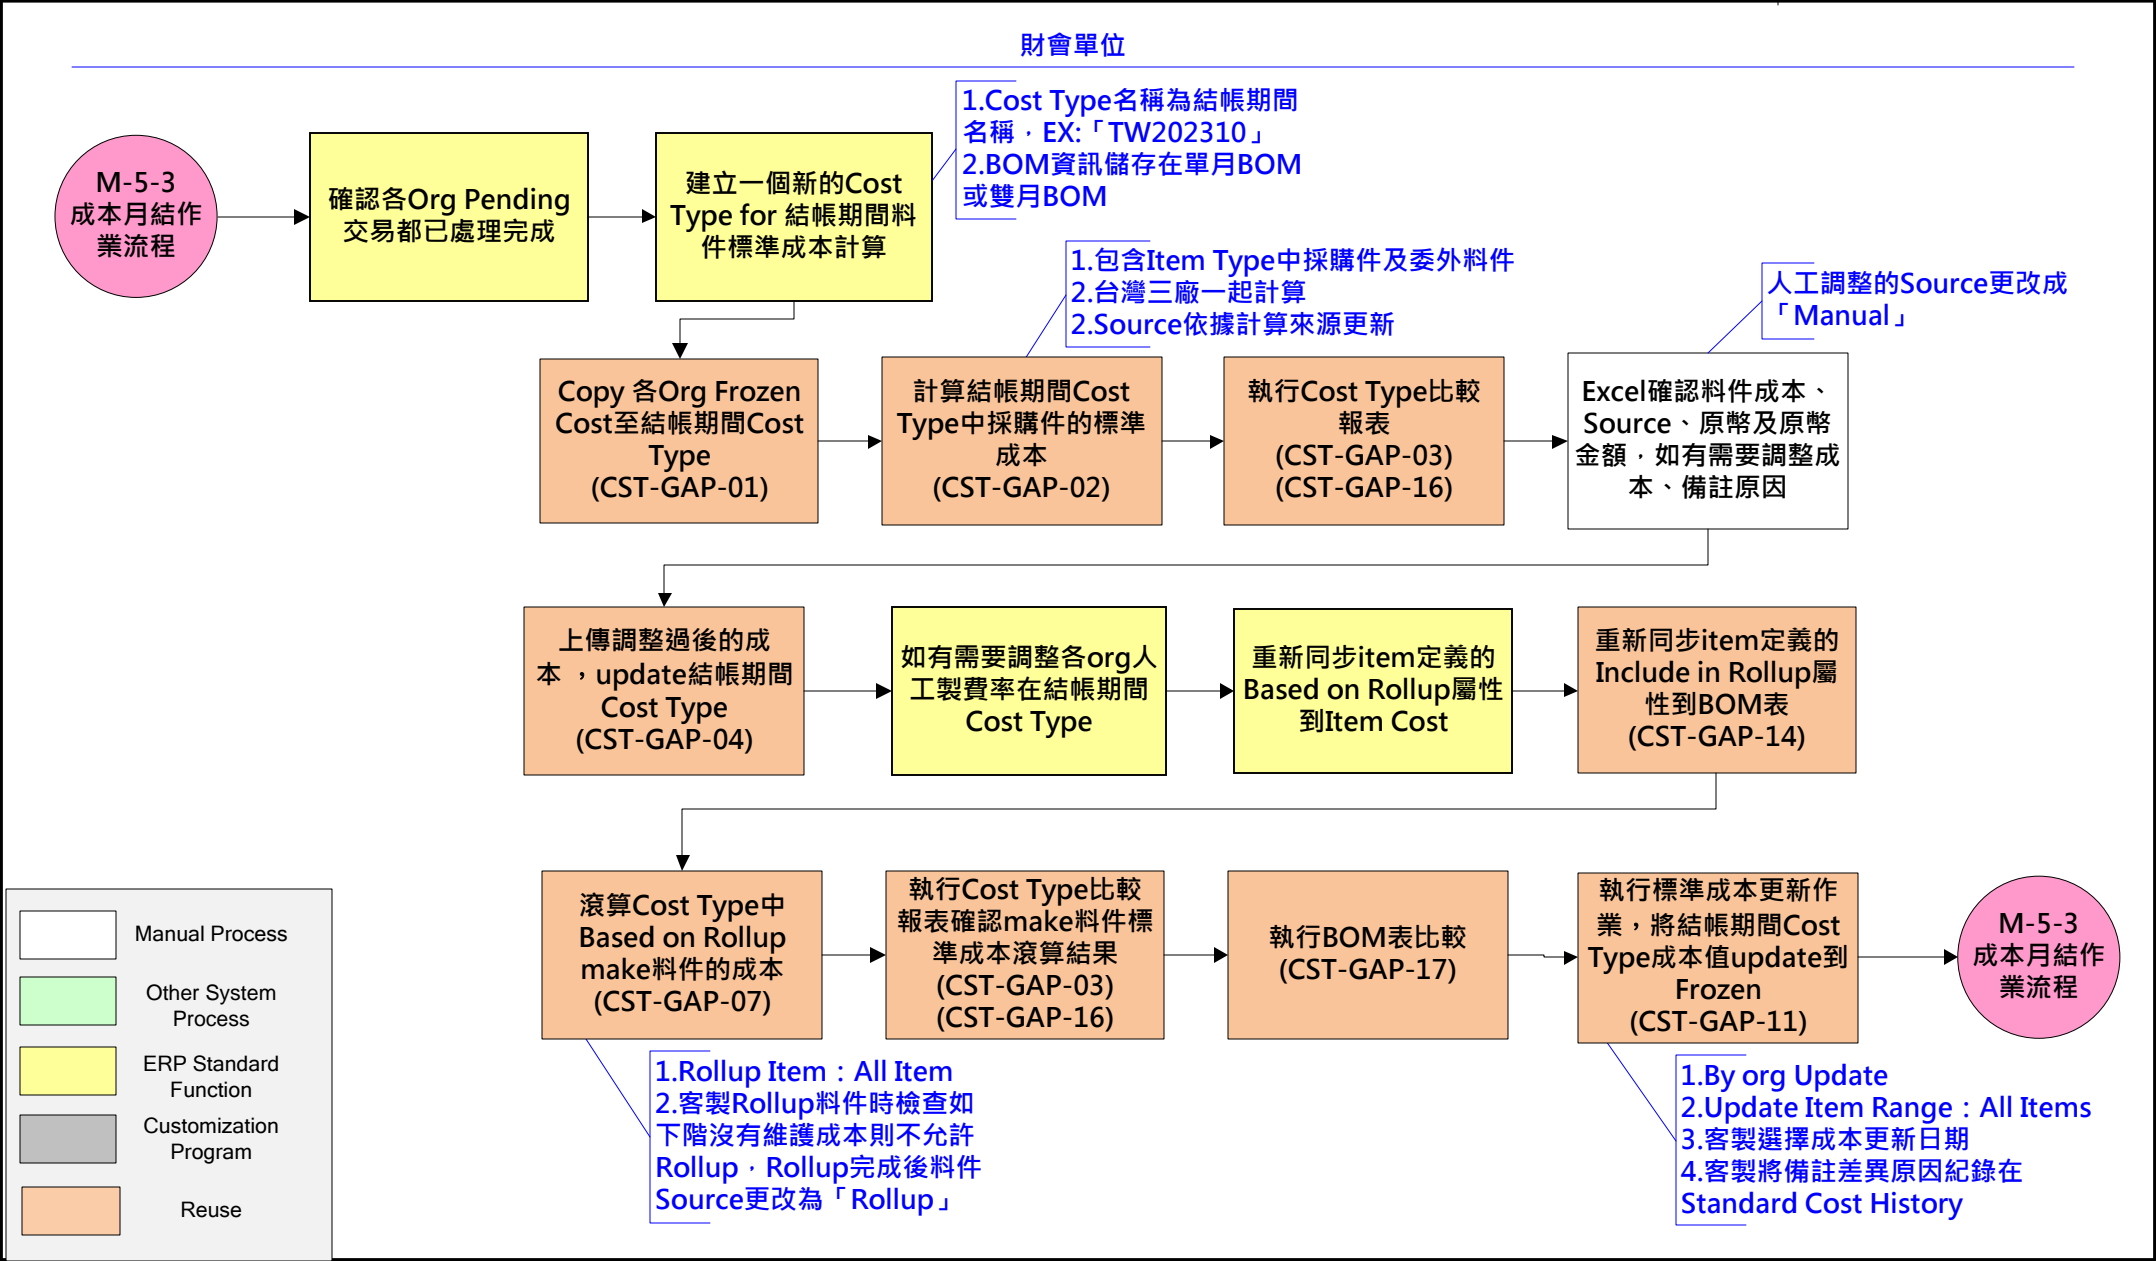 財會單位
1.Cost Type名稱為結帳期間
名稱，EX:「TW202310」
2.BOM資訊儲存在單月BOM
或雙月BOM
M-5-3
成本月結作
業流程
確認各Org Pending
交易都已處理完成
建立一個新的Cost
Type for 結帳期間料
件標準成本計算
1.包含Item Type中採購件及委外料件
2.台灣三廠一起計算
2.Source依據計算來源更新
人工調整的Source更改成
「Manual」
Copy 各Org Frozen
Cost至結帳期間Cost
Type
(CST-GAP-01)
計算結帳期間Cost
Type中採購件的標準
成本
(CST-GAP-02)
執行Cost Type比較
報表
(CST-GAP-03)
(CST-GAP-16)
Excel確認料件成本、
Source、原幣及原幣
金額，如有需要調整成
本、備註原因
上傳調整過後的成
本 ，update結帳期間
Cost Type
(CST-GAP-04)
如有需要調整各org人
工製費率在結帳期間
Cost Type
重新同步item定義的
Based on Rollup屬性
到Item Cost
重新同步item定義的
Include in Rollup屬
性到BOM表
(CST-GAP-14)
滾算Cost Type中
Based on Rollup
make料件的成本
(CST-GAP-07)
執行Cost Type比較
報表確認make料件標
準成本滾算結果
(CST-GAP-03)
(CST-GAP-16)
執行BOM表比較
(CST-GAP-17)
執行標準成本更新作
業，將結帳期間Cost
Type成本值update到
Frozen
(CST-GAP-11)
M-5-3
成本月結作
業流程
1.Rollup Item：All Item
2.客製Rollup料件時檢查如
下階沒有維護成本則不允許
Rollup，Rollup完成後料件
Source更改為「Rollup」
1.By org Update
2.Update Item Range：All Items
3.客製選擇成本更新日期
4.客製將備註差異原因紀錄在
Standard Cost History
Manual Process
Other System
Process
ERP Standard
Function
Customization
Program
Reuse